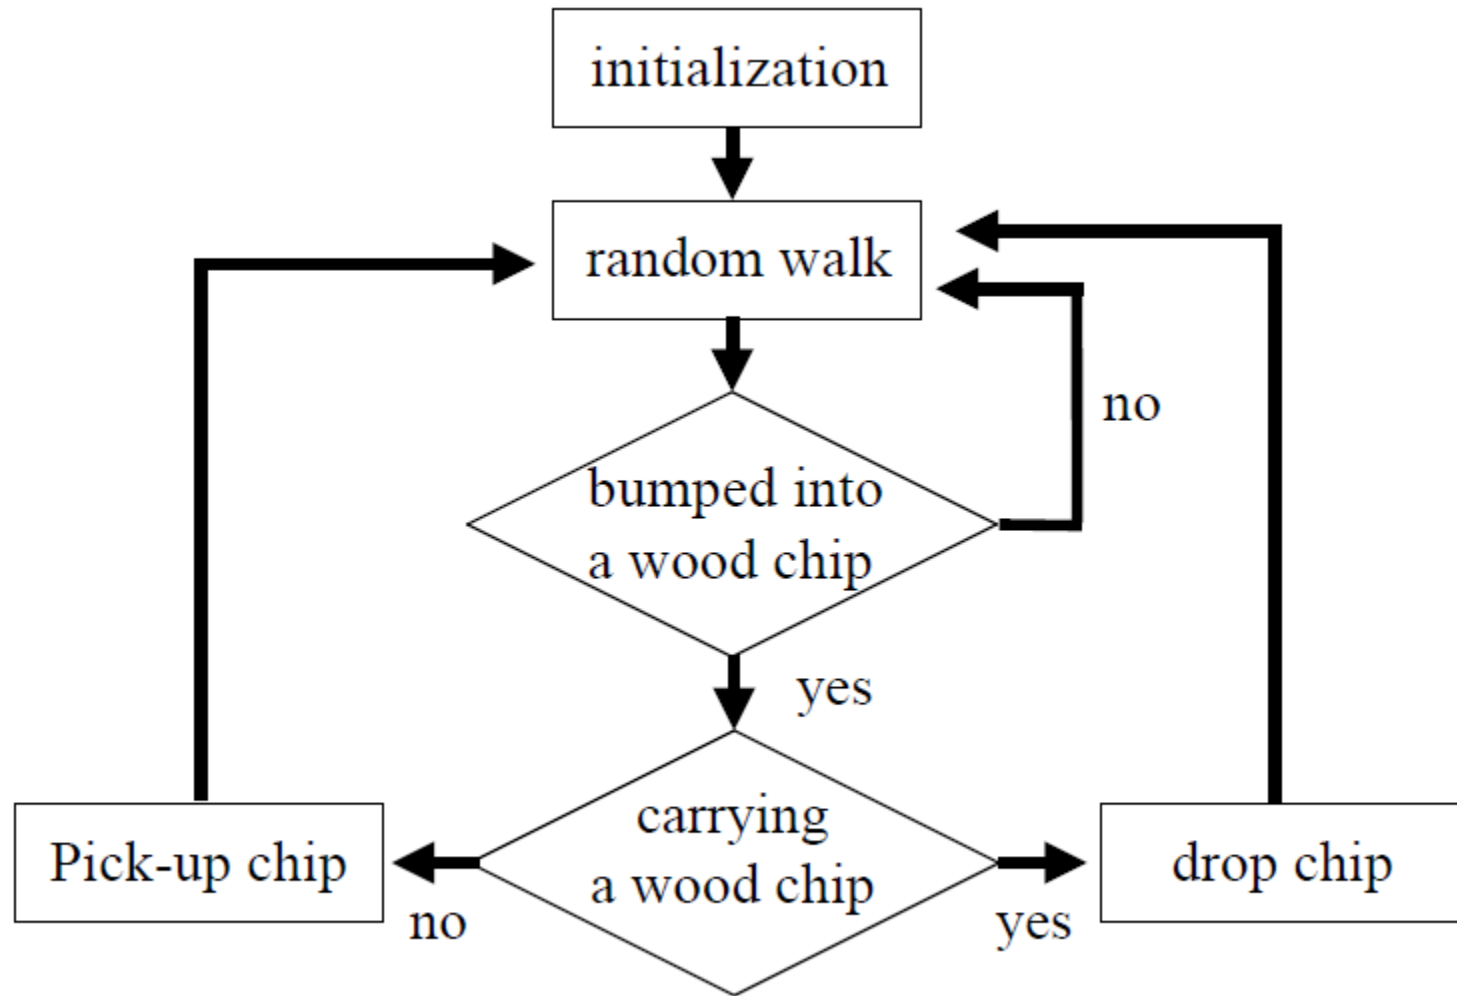 initialization
random walk
no
bumped into
a wood chip
yes
carrying
a wood chip
Pick-up chip
drop chip
no
yes